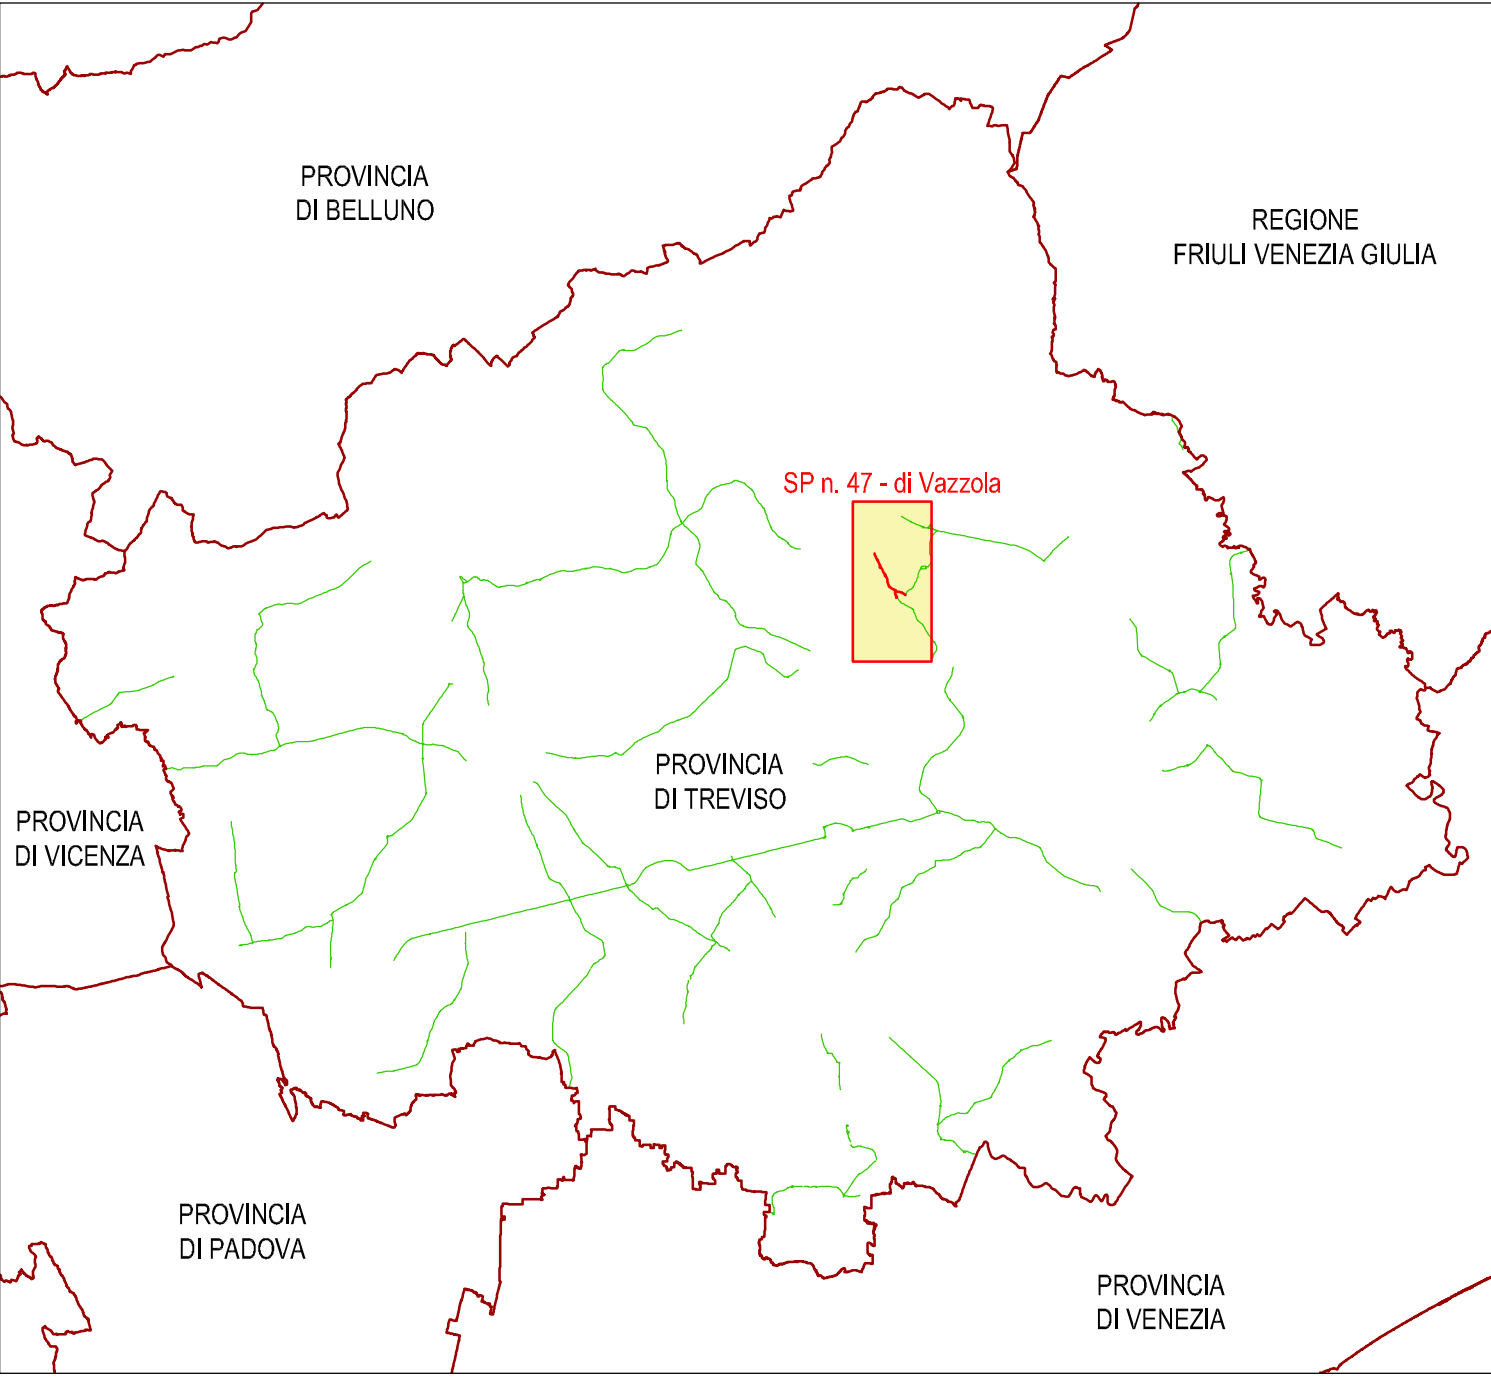 PROVINCIA
DI BELLUNO
REGIONE
FRIULI VENEZIA GIULIA
SP n. 47 - di Vazzola
PROVINCIA
DI TREVISO
PROVINCIA
DI VICENZA
PROVINCIA
DI PADOVA
PROVINCIA
DI VENEZIA